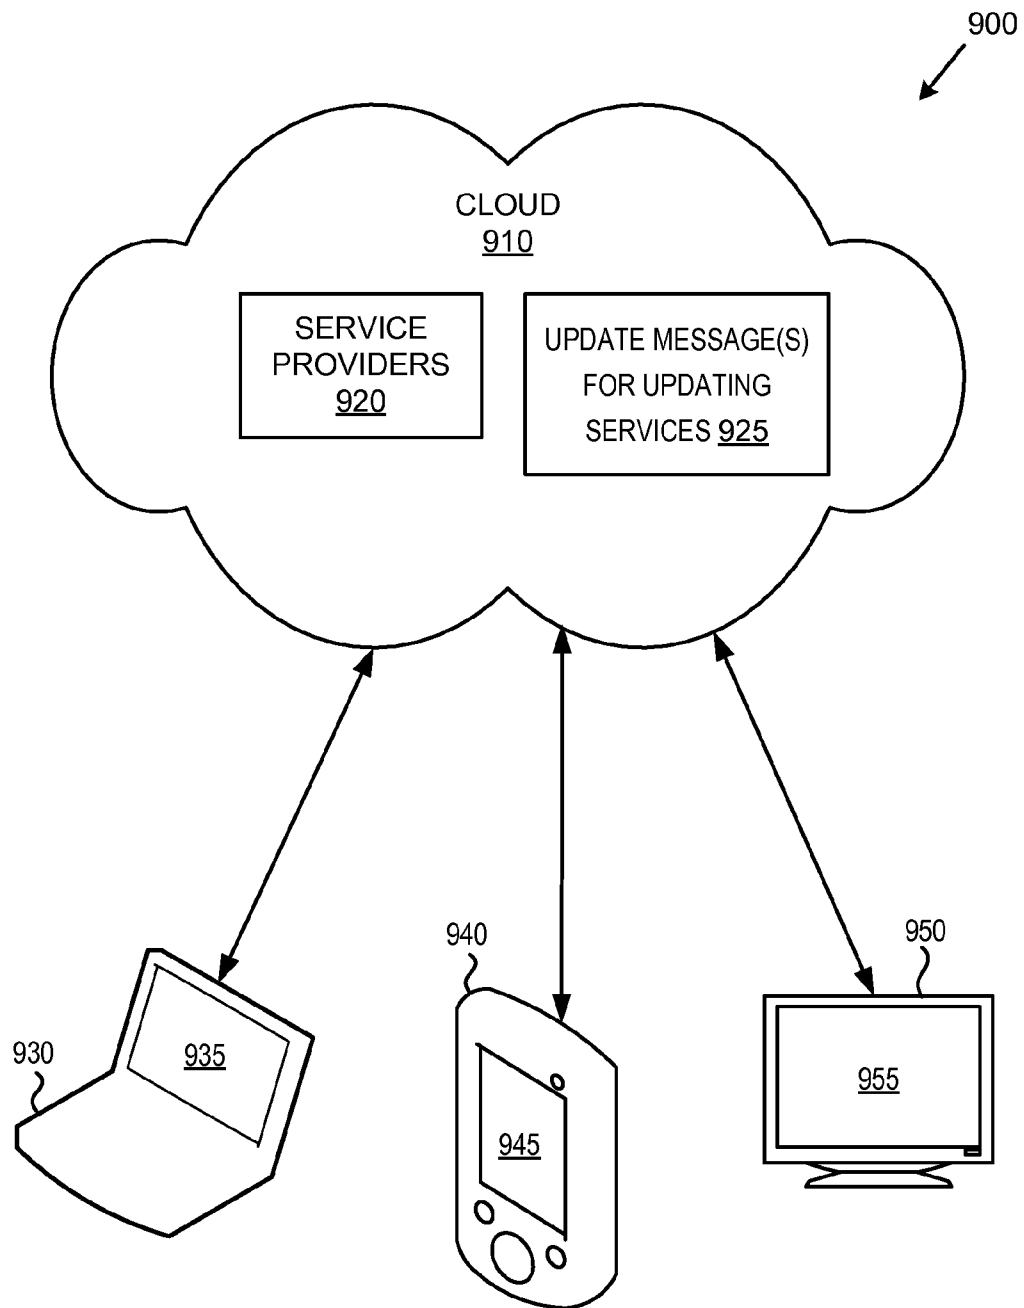 900
CLOUD
910
SERVICE
PROVIDERS
920
UPDATE MESSAGE(S)
FOR UPDATING
SERVICES 925
940
950
930
935
945
955